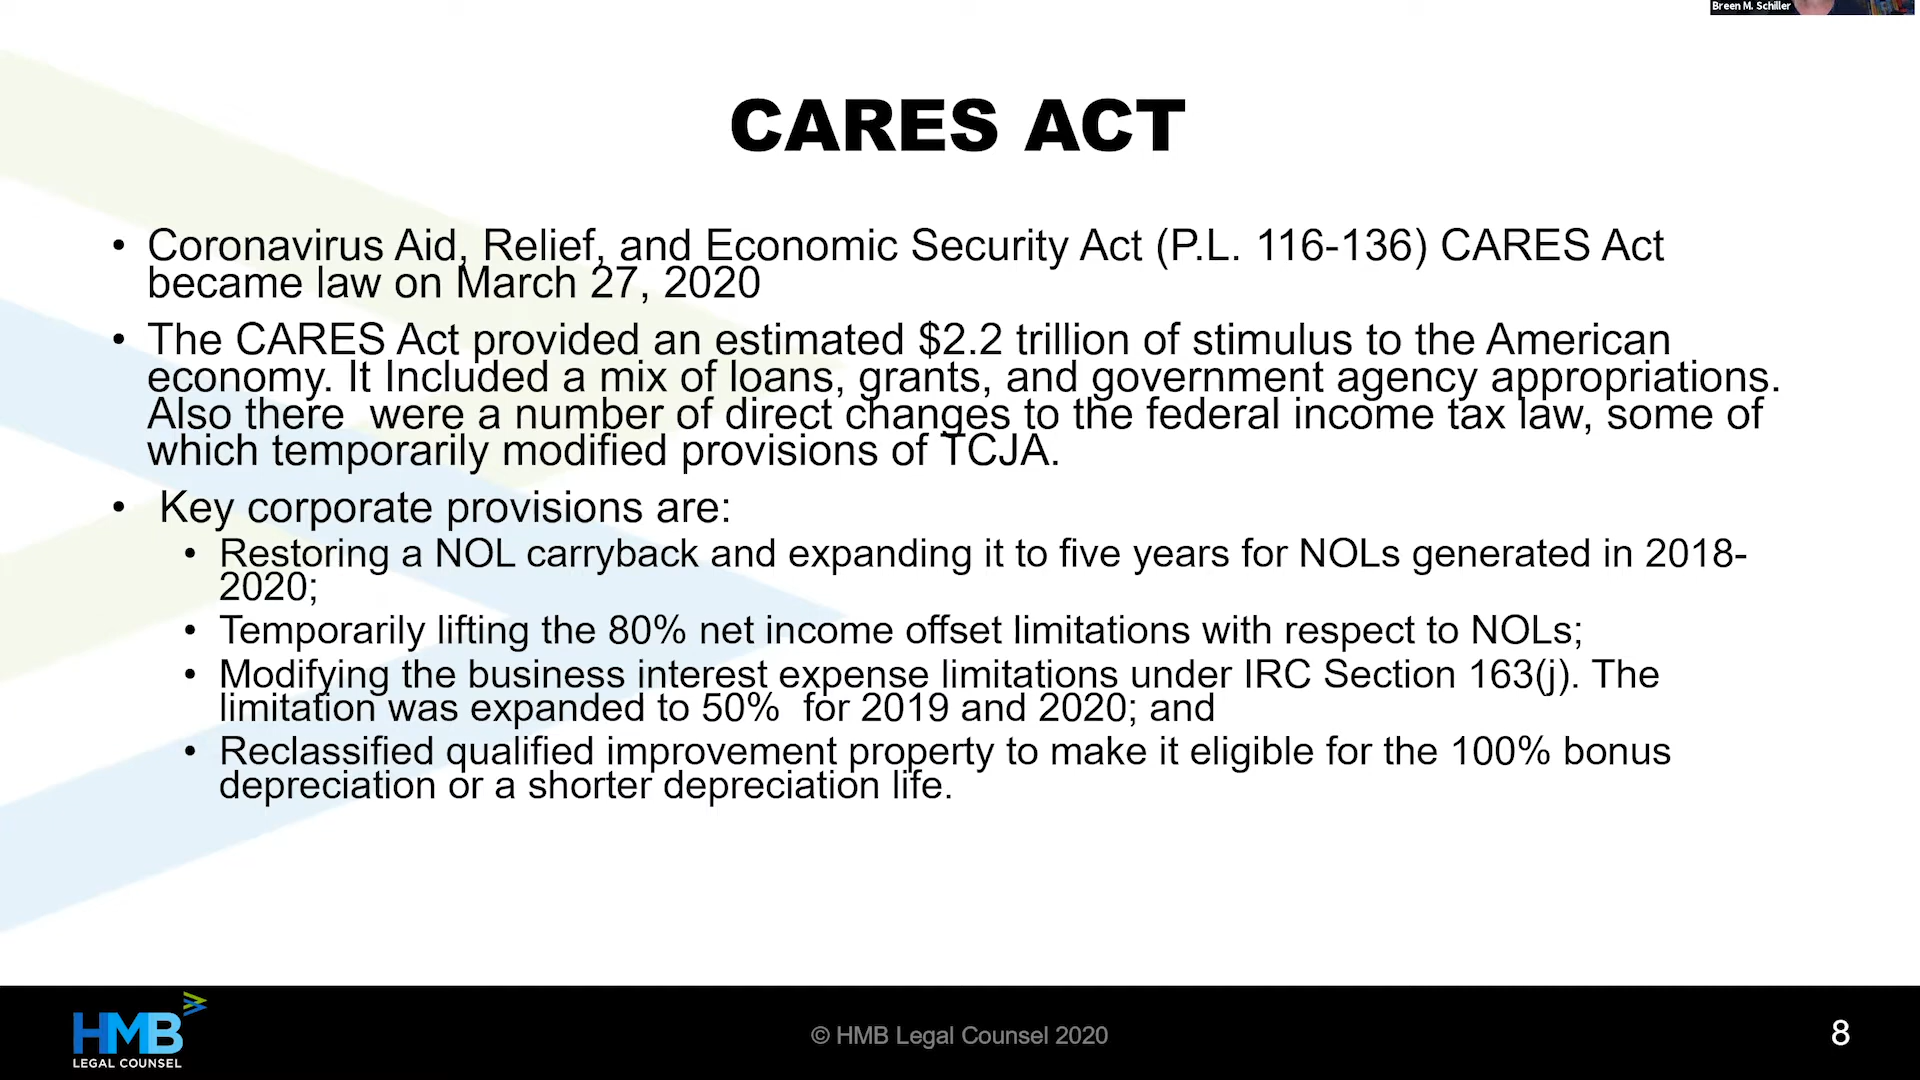 Breen M. Schiller
CARES ACT
• Coronavirus Aid, Relief, and Economic Security Act (P.L. 116-136) CARES Act
became law on March 27, 2020
• The CARES Act provided an estimated $2.2 trillion of stimulus to the American
economy. It Included a mix of loans, grants, and government agency appropriations.
Also there  were a number of direct changes to the federal income tax law, some of
which temporarily modified provisions of TCJA.
•  Key corporate provisions are:
• Restoring a NOL carryback and expanding it to five years for NOLs generated in 2018-
2020;
• Temporarily lifting the 80% net income offset limitations with respect to NOLs;
• Modifying the business interest expense limitations under IRC Section 163(j). The
limitation was expanded to 50%  for 2019 and 2020; and
• Reclassified qualified improvement property to make it eligible for the 100% bonus
depreciation or a shorter depreciation life.
HMB
LEGAL COUNSEL
© HMB Legal Counsel 2020
8